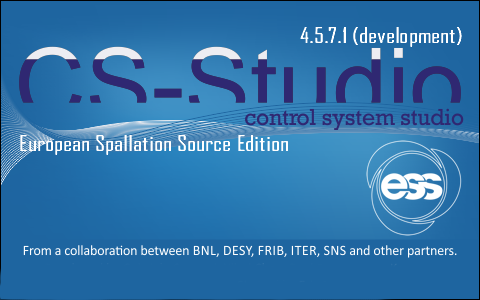 4.5.7.1 (development)
CS-Studio
control system studio
European Spallation Source Edition
ess
From a collaboration between BNL, DESY, FRIB, ITER, SNS and other partners.